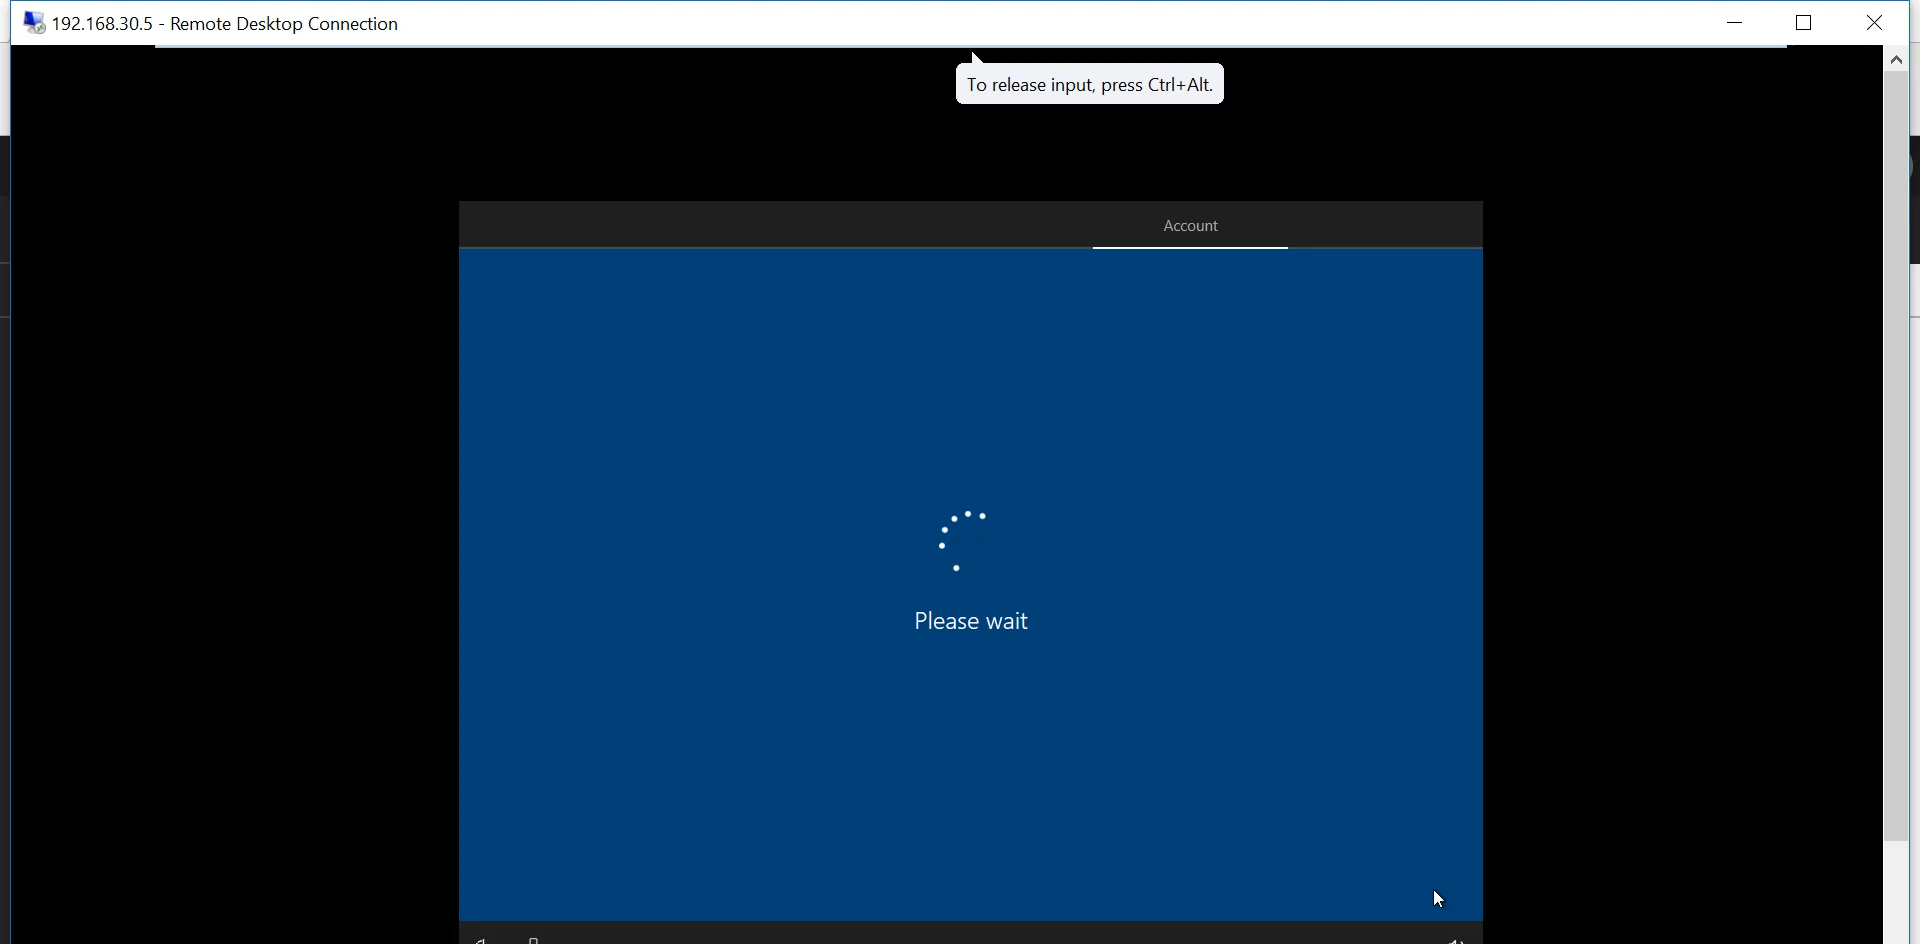 192.168.30.5 - Remote Desktop Connection
To release input, press Ctrl+Alt.
Account
Please wait